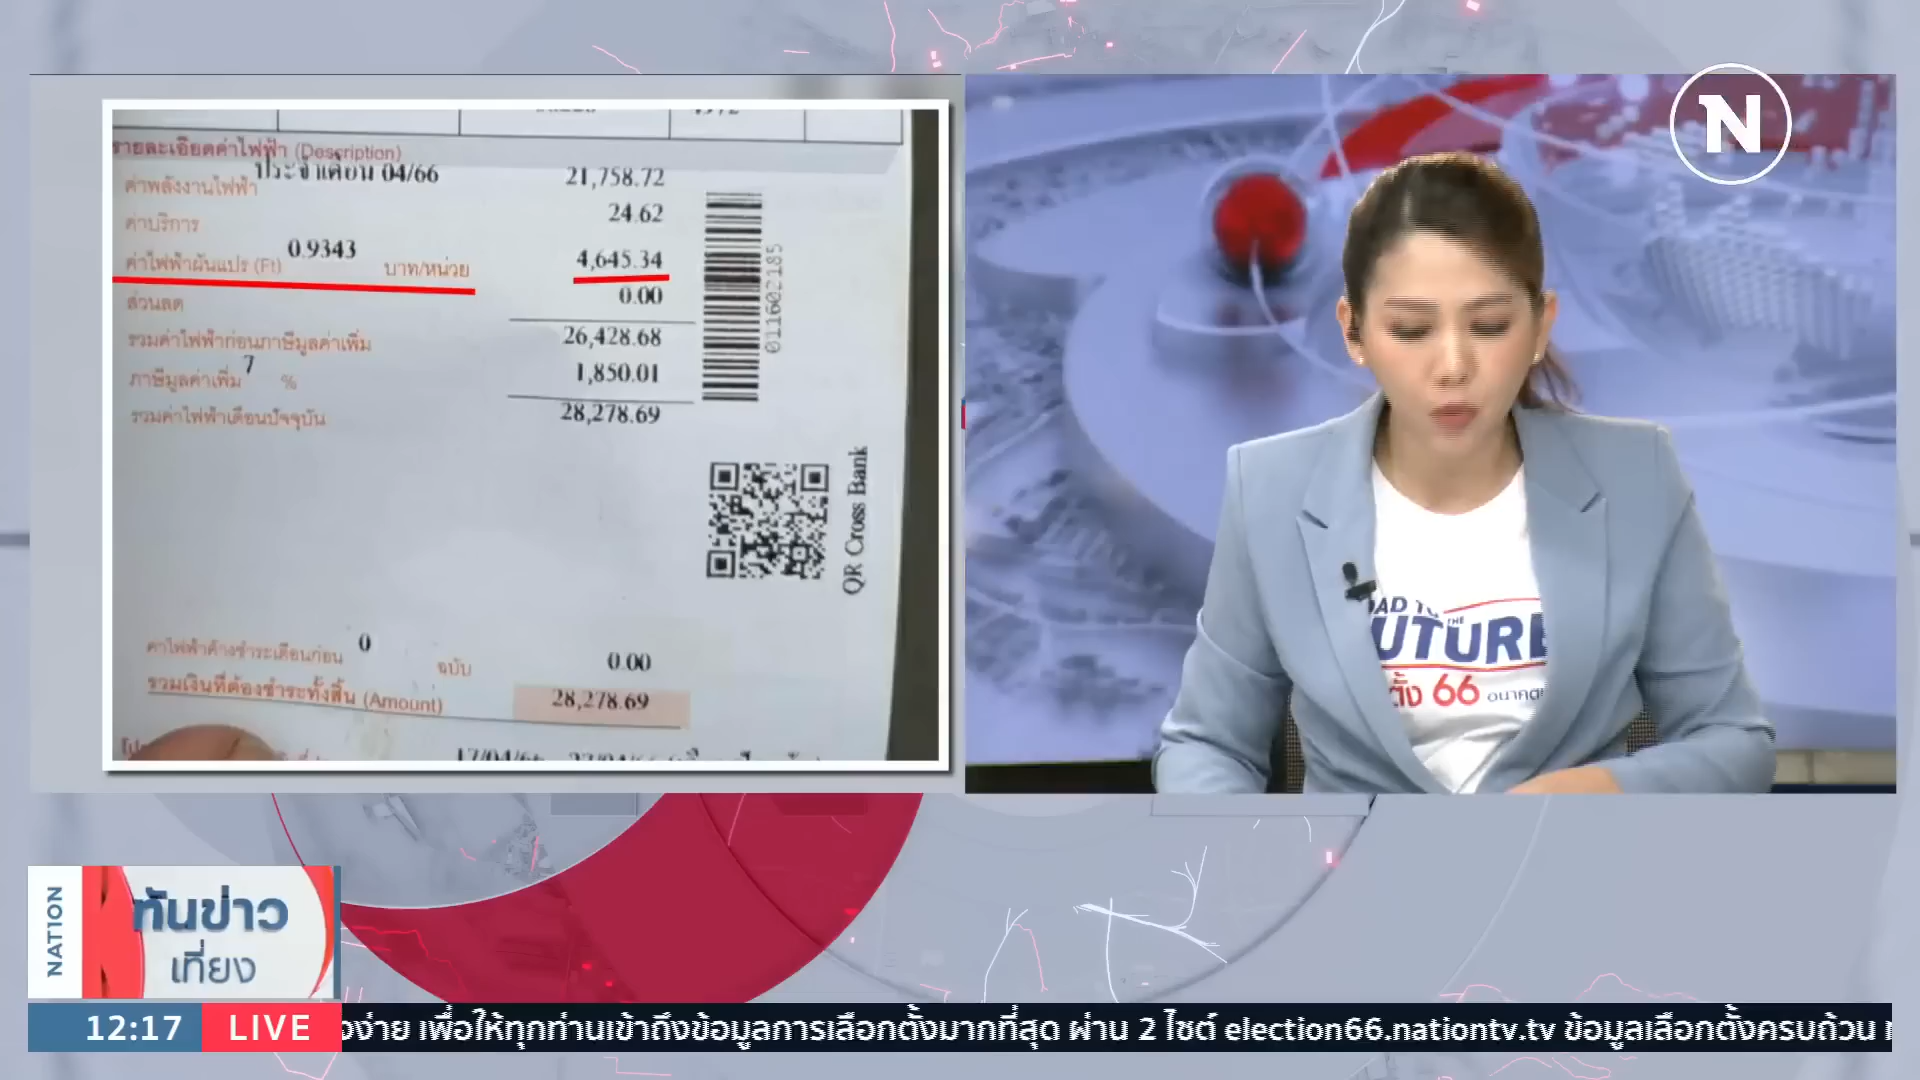 รายละเอียดค่าไฟฟ้า (Description)
ประจำเดือน 04/66
ค่าพลังงานไฟฟ้า 21,758.72
ค่าบริการ 24.62
ค่าไฟฟ้าผันแปร (Ft) 0.9343 บาท/หน่วย 4,645.34
ส่วนลด 0.00
รวมค่าไฟฟ้าก่อนภาษีมูลค่าเพิ่ม 26,428.68
ภาษีมูลค่าเพิ่ม 7 % 1,850.01
รวมค่าไฟฟ้าเดือนปัจจุบัน 28,278.69
011602185
QR Cross Bank
ค่าไฟฟ้าค้างชำระเดือนก่อน 0 ฉบับ 0.00
รวมเงินที่ต้องชำระทั้งสิ้น (Amount) 28,278.69
N
UTURE
THE
ตั้ง 66 อนาคต
NATION
ทันข่าว
เที่ยง
12:17 LIVE
ง่าย เพื่อให้ทุกท่านเข้าถึงข้อมูลการเลือกตั้งมากที่สุด ผ่าน 2 ไซต์ election66.nationtv.tv ข้อมูลเลือกตั้งครบถ้วน